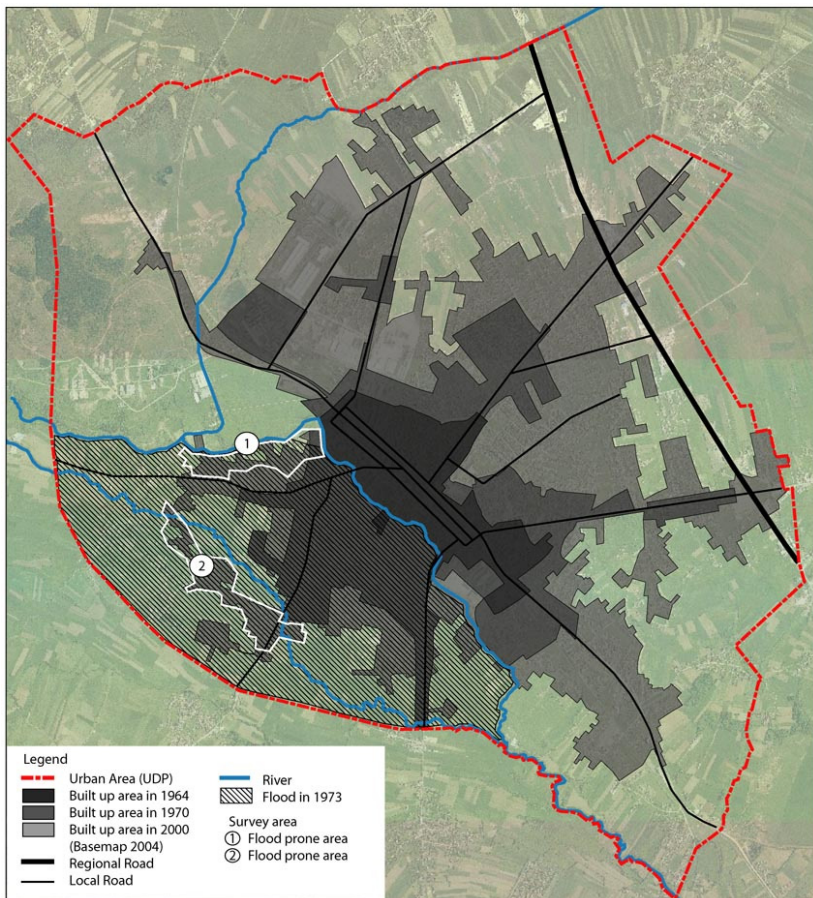 1
2
Legend
Urban Area (UDP)
Built up area in 1964
Built up area in 1970
Built up area in 2000
(Basemap 2004)
Regional Road
Local Road
River
Flood in 1973
Survey area
1 Flood prone area
2 Flood prone area